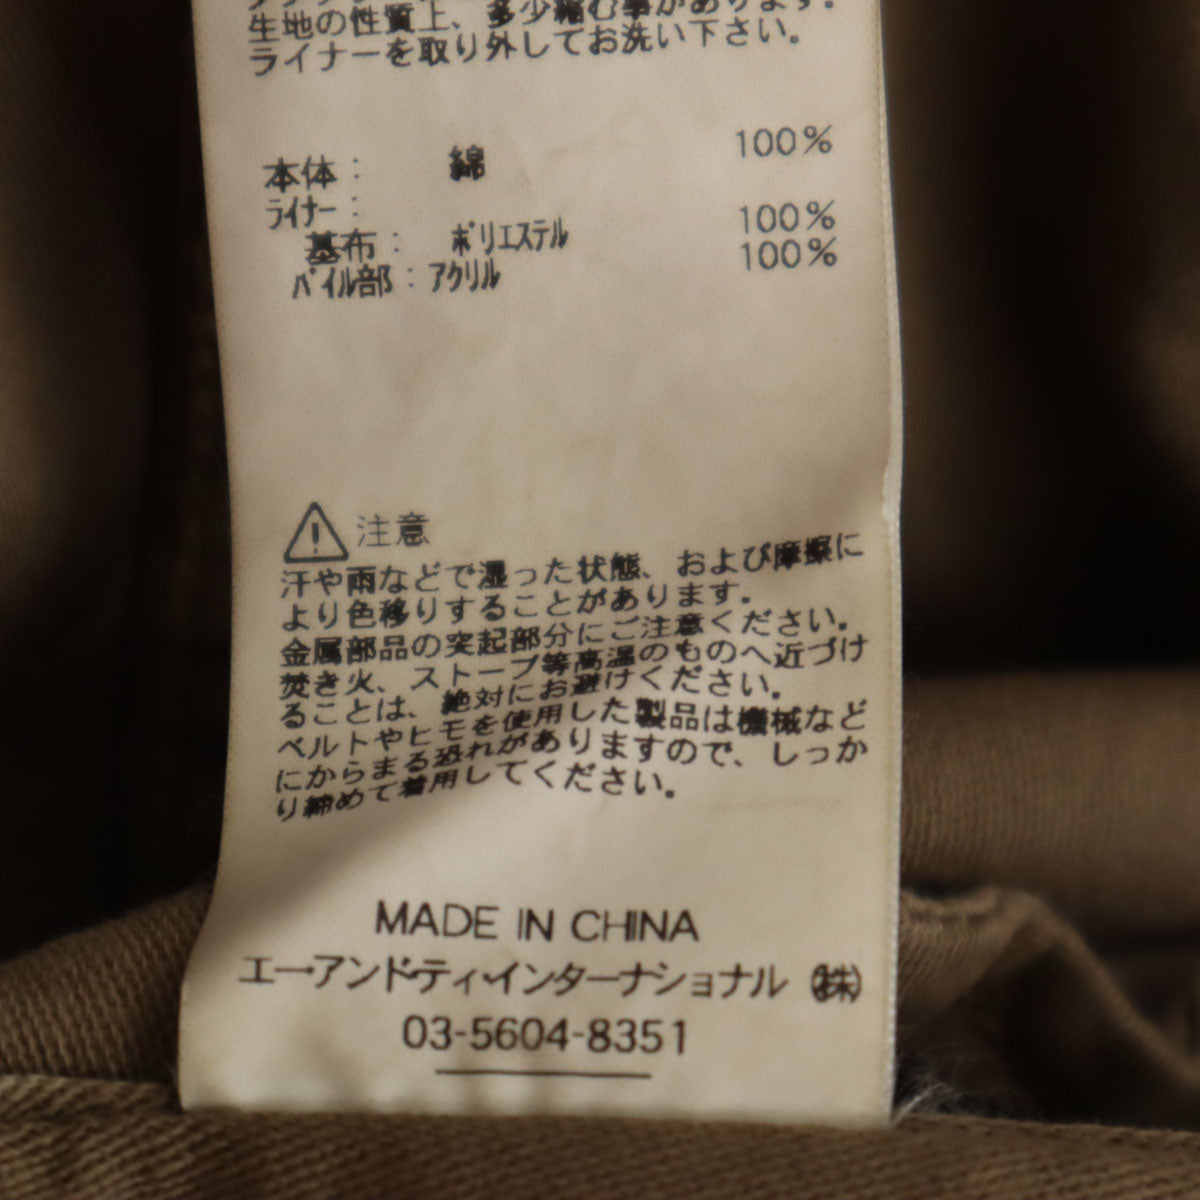 生地の性質上、多少縮む事があります。
ライナーを取り外してお洗い下さい。
本体： 綿 100%
ライナー：
基布： ポリエステル 100%
パイル部：アクリル 100%
注意
汗や雨などで湿った状態、および摩擦に
より色移りすることがあります。
金属部品の突起部分にご注意ください。
焚き火、ストーブ等高温のものへ近づけ
ることは、絶対にお避けください。
ベルトやヒモを使用した製品は機械など
にからまる恐れがありますので、しっか
り締めて着用してください。
MADE IN CHINA
エー・アンド・ティ・インターナショナル ㈱
03-5604-8351